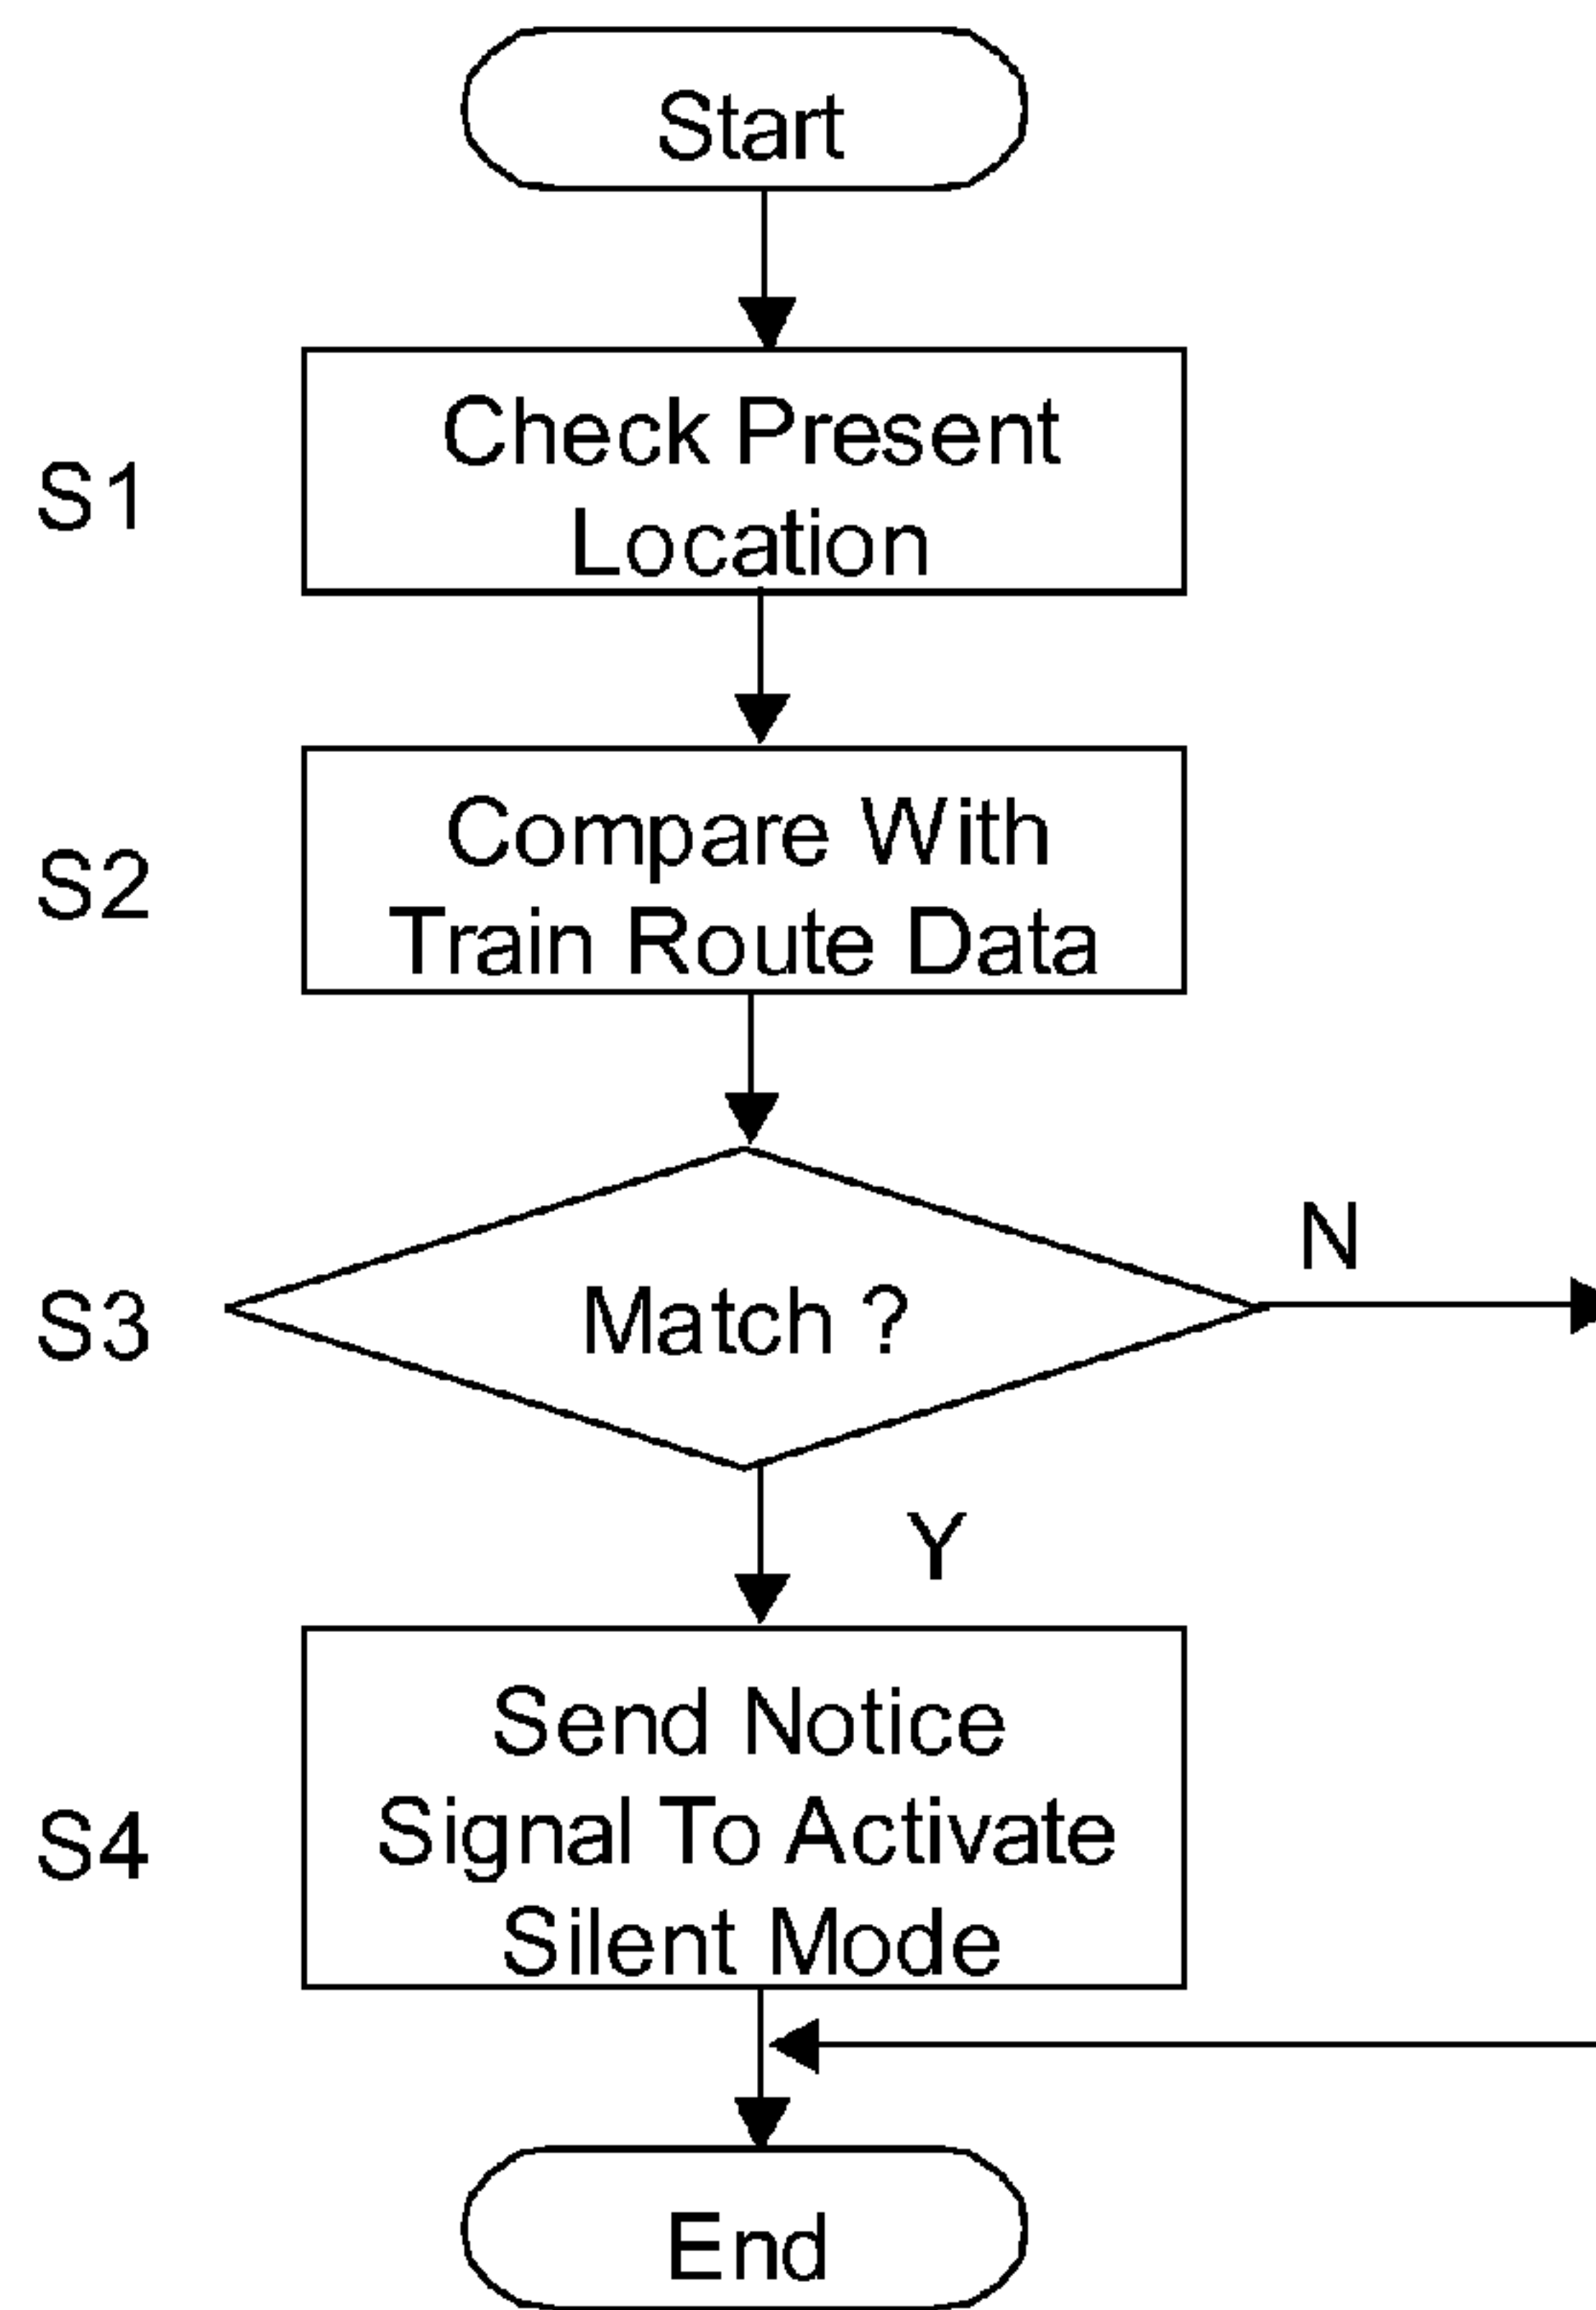 Start
S1
Check Present
Location
S2
Compare With
Train Route Data
S3
Match ?
N
Y
S4
Send Notice
Signal To Activate
Silent Mode
End